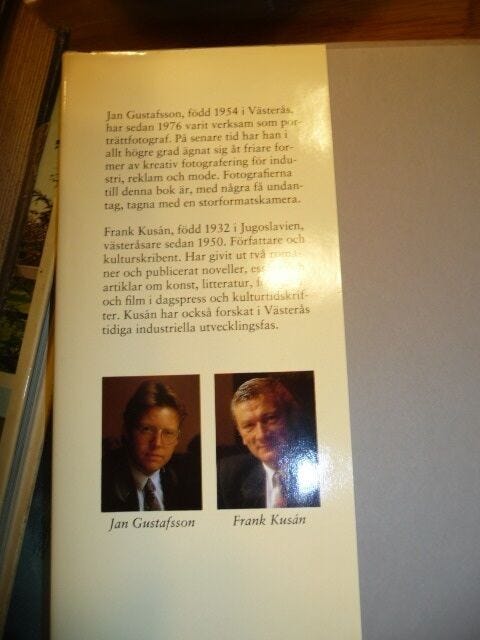 Jan Gustafsson, född 1954 i Västerås,
har sedan 1976 varit verksam som por-
trättfotograf. På senare tid har han i
allt högre grad ägnat sig åt friare for-
mer av kreativ fotografering för indu-
stri, reklam och mode. Fotografierna
till denna bok är, med några få undan-
tag, tagna med en storformatskamera.
Frank Kusán, född 1932 i Jugoslavien,
västeråsare sedan 1950. Författare och
kulturskribent. Har givit ut två roma-
ner och publicerat noveller,
artiklar om konst, litteratur,
och film i dagspress och kulturtidskrif-
ter. Kusán har också forskat i Västerås
tidiga industriella utvecklingsfas.
Jan Gustafsson
Frank Kusán